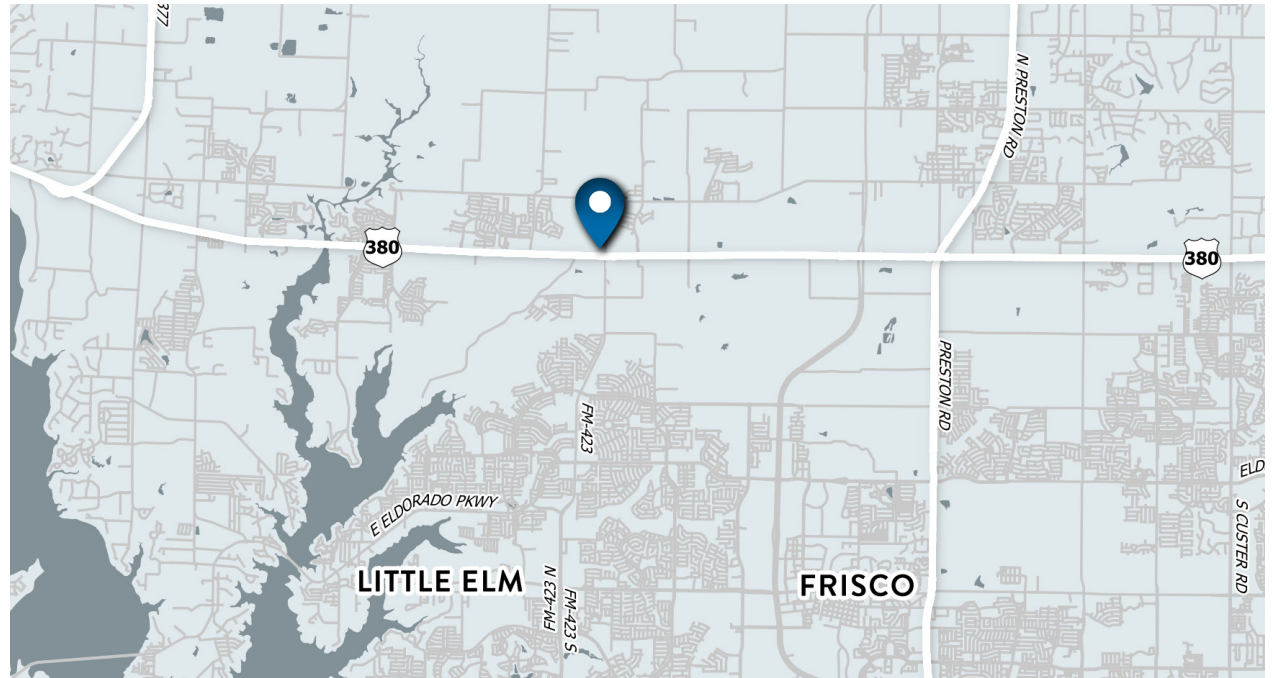 377
N PRESTON RD
380
380
PRESTON RD
FM-423
ELD
E ELDORADO PKWY
S CUSTER RD
LITTLE ELM
FRISCO
FM-423 N
FM-423 S